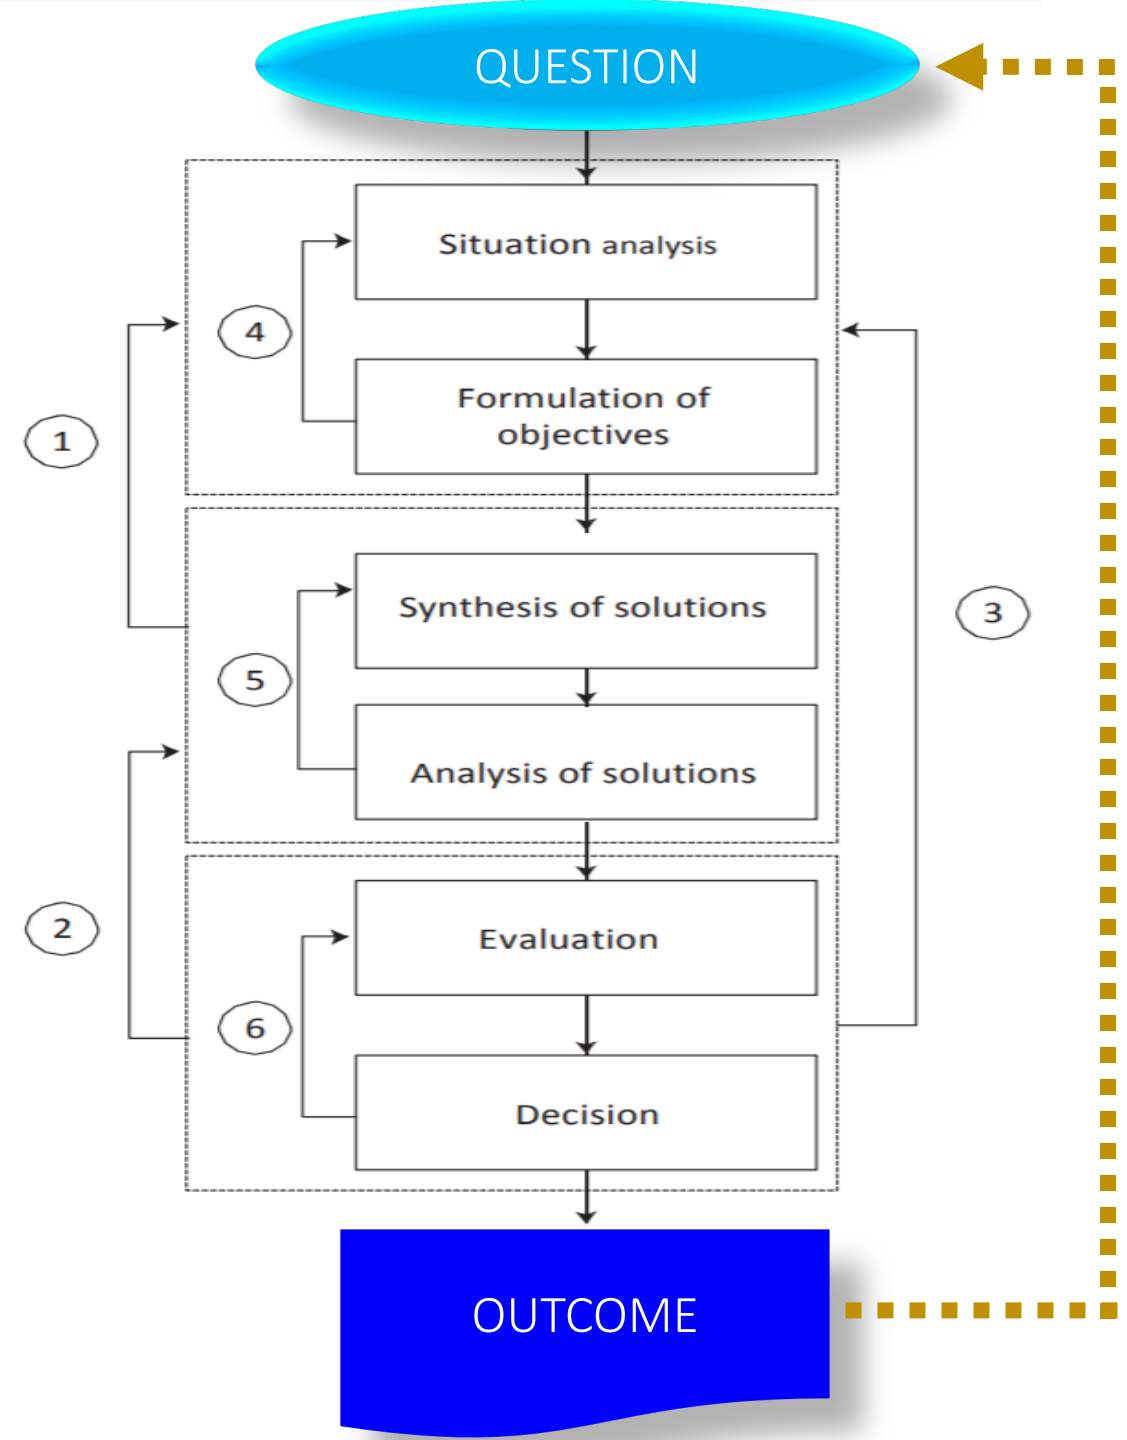 QUESTION
Situation analysis
4
Formulation of
objectives
1
Synthesis of solutions
3
5
Analysis of solutions
2
Evaluation
6
Decision
OUTCOME